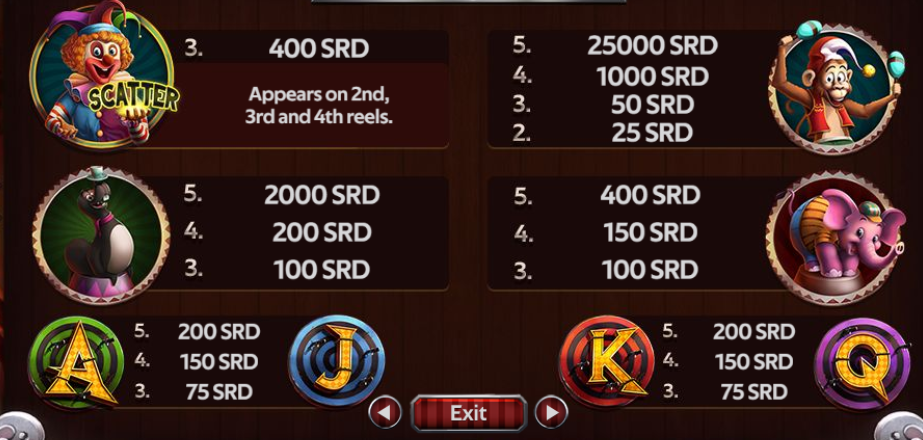 SCATTER
3. 400 SRD
Appears on 2nd,
3rd and 4th reels.
5. 25000 SRD
4. 1000 SRD
3. 50 SRD
2. 25 SRD
5. 2000 SRD
4. 200 SRD
3. 100 SRD
5. 400 SRD
4. 150 SRD
3. 100 SRD
A
5. 200 SRD
4. 150 SRD
3. 75 SRD
J
K
5. 200 SRD
4. 150 SRD
3. 75 SRD
Q
Exit